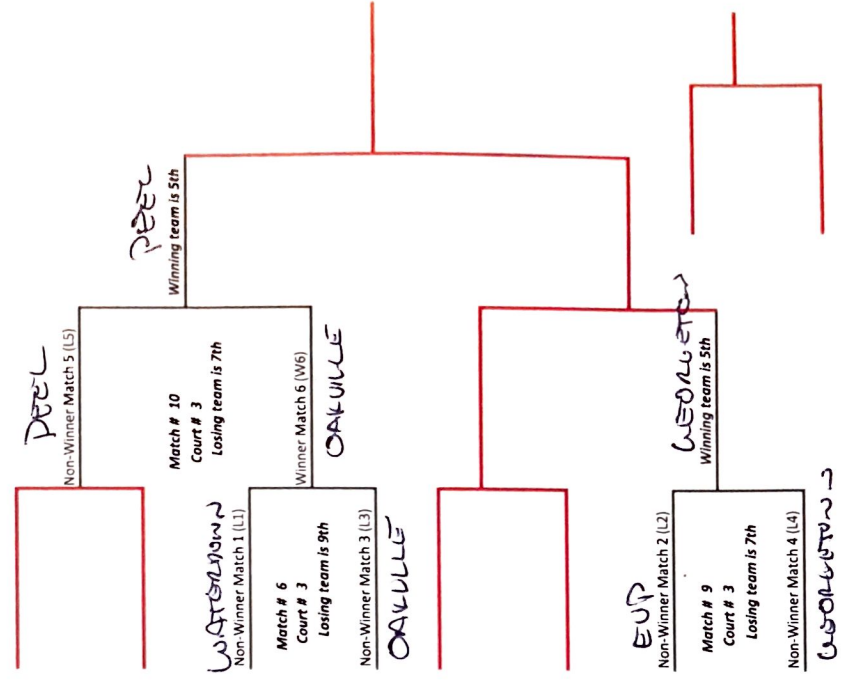 PEEL
Non-Winner Match 5 (L5)
PEEL
Winning team is 5th
Match # 10
Court # 3
Losing team is 7th
Winner Match 6 (W6)
OAKVILLE
WATERDOWN
Non-Winner Match 1 (L1)
Match # 6
Court # 3
Losing team is 9th
Non-Winner Match 3 (L3)
OAKVILLE
GEORGETOWN
Winning team is 5th
EUP
Non-Winner Match 2 (L2)
Match # 9
Court # 3
Losing team is 7th
Non-Winner Match 4 (L4)
GEORGETOWN